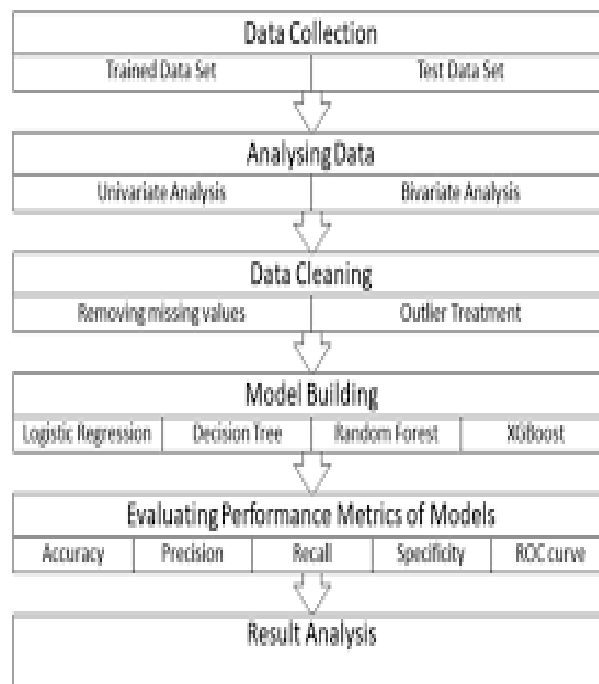 Data Collection
Trained Data Set Test Data Set
Analysing Data
Univariate Analysis Bivariate Analysis
Data Cleaning
Removing missing values Outlier Treatment
Model Building
Logistic Regression Decision Tree Random Forest XGBoost
Evaluating Performance Metrics of Models
Accuracy Precision Recall Specificity ROC curve
Result Analysis